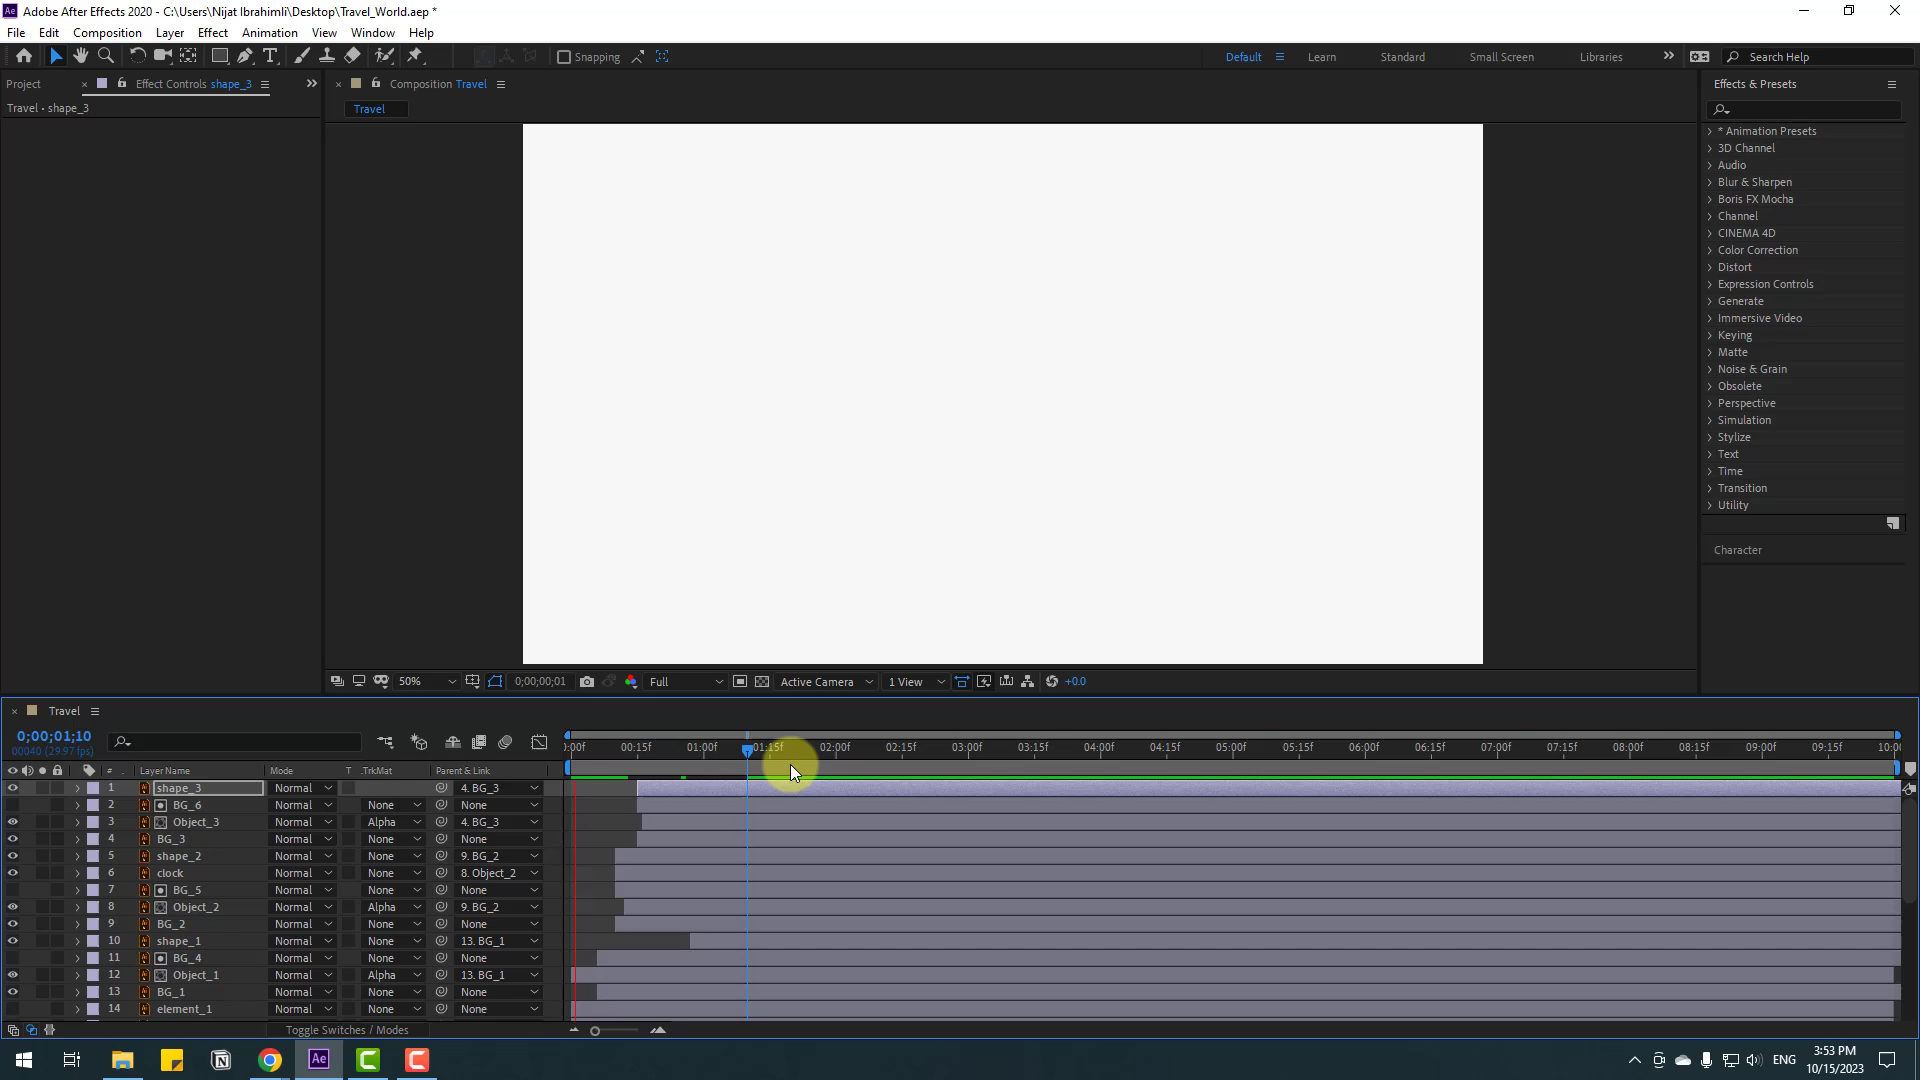 Adobe After Effects 2020 - C:\Users\Nijat Ibrahimli\Desktop\Travel_World.aep *
File Edit Composition Layer Effect Animation View Window Help
Snapping Default Learn Standard Small Screen Libraries Search Help
Project Effect Controls shape_3 Composition Travel Effects & Presets
Travel • shape_3
Travel
* Animation Presets
3D Channel
Audio
Blur & Sharpen
Boris FX Mocha
Channel
CINEMA 4D
Color Correction
Distort
Expression Controls
Generate
Immersive Video
Keying
Matte
Noise & Grain
Obsolete
Perspective
Simulation
Stylize
Text
Time
Transition
Utility
Character
50% 0;00;00;01 Full Active Camera 1 View +0.0
Travel
0;00;01;10
00040 (29.97 fps)
:00f 00:15f 01:00f 01:15f 02:00f 02:15f 03:00f 03:15f 04:00f 04:15f 05:00f 05:15f 06:00f 06:15f 07:00f 07:15f 08:00f 08:15f 09:00f 09:15f 10:00
# Layer Name Mode T .TrkMat Parent & Link
1 shape_3 Normal 4. BG_3
2 BG_6 Normal None None
3 Object_3 Normal Alpha 4. BG_3
4 BG_3 Normal None None
5 shape_2 Normal None 9. BG_2
6 clock Normal None 8. Object_2
7 BG_5 Normal None None
8 Object_2 Normal Alpha 9. BG_2
9 BG_2 Normal None None
10 shape_1 Normal None 13. BG_1
11 BG_4 Normal None None
12 Object_1 Normal Alpha 13. BG_1
13 BG_1 Normal None None
14 element_1 Normal None None
Toggle Switches / Modes
ENG
3:53 PM
10/15/2023